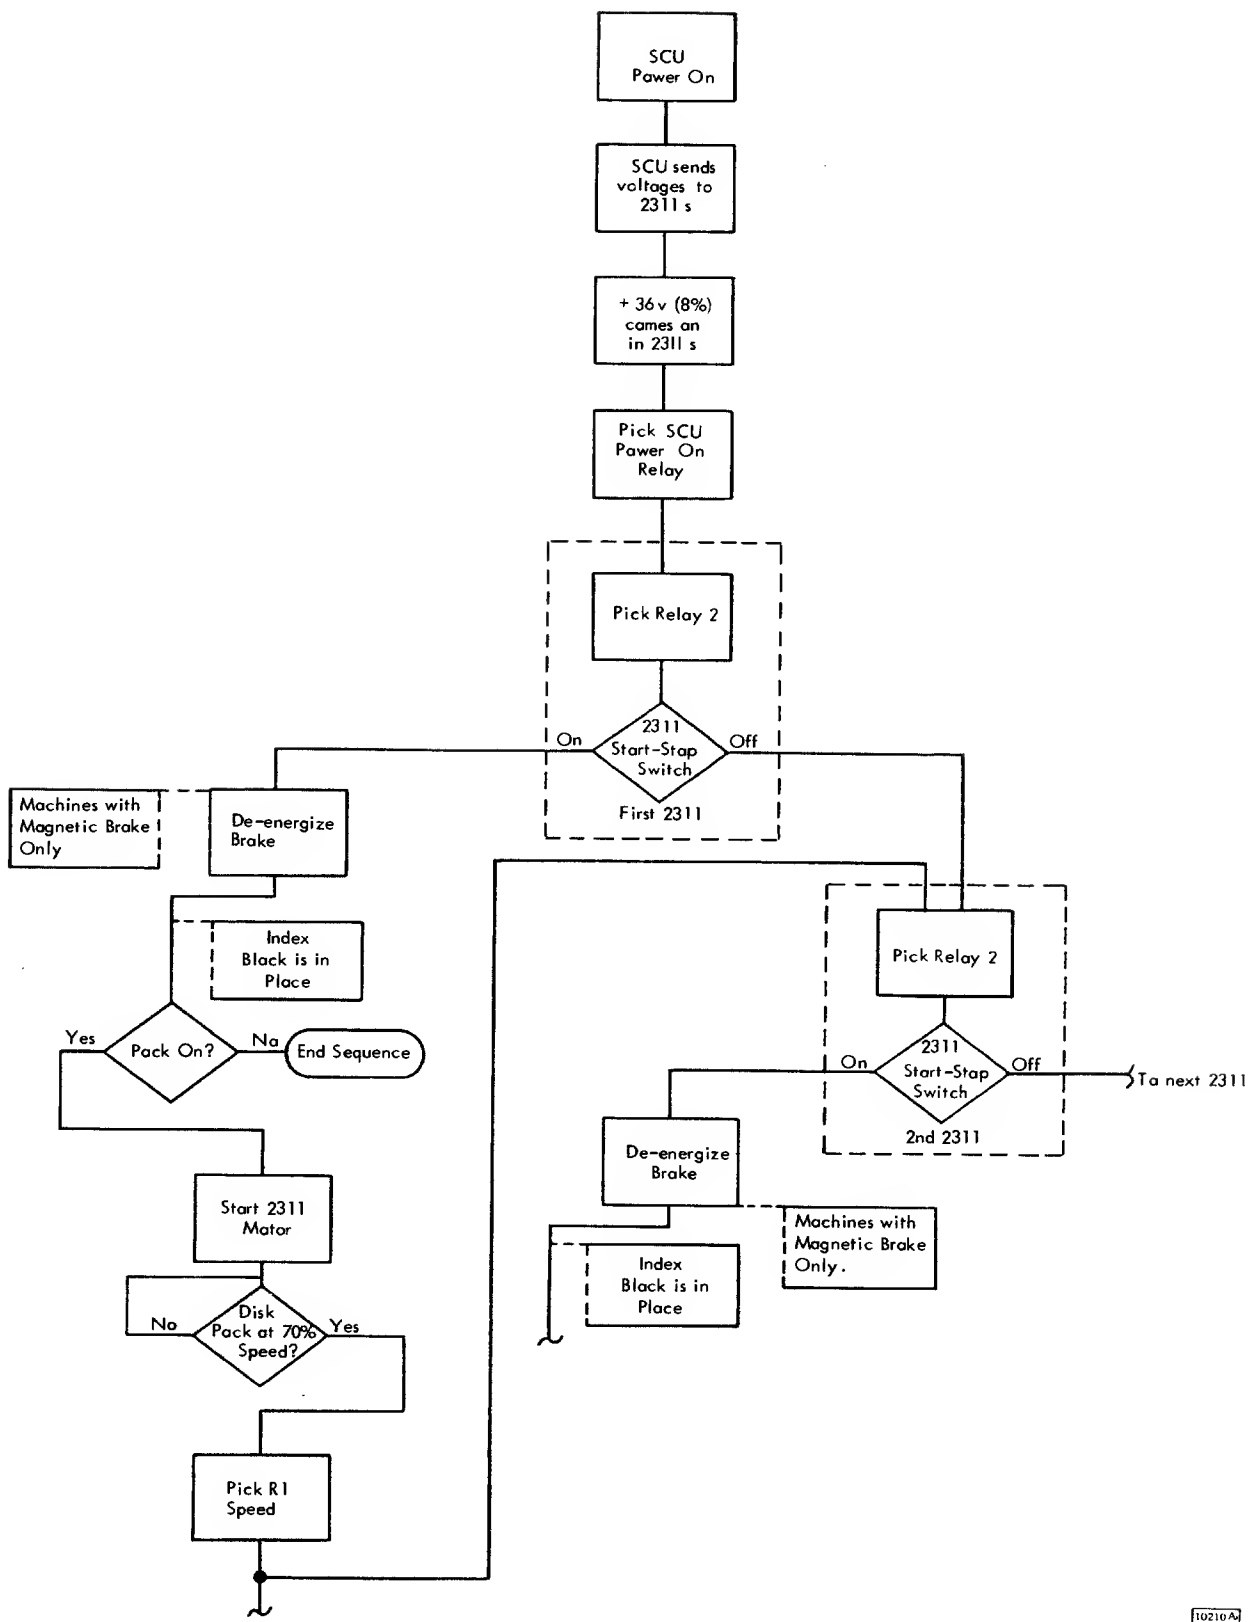 SCU
Pawer On
SCU sends
voltages to
2311 s
+ 36 v (8%)
cames an
in 2311 s
Pick SCU
Pawer On
Relay
Pick Relay 2
2311
Start-Stap
Switch
On
Off
First 2311
Machines with
Magnetic Brake
Only
De-energize
Brake
Index
Black is in
Place
Pack On?
Yes
Na
End Sequence
Start 2311
Matar
Disk
Pack at 70%
Speed?
No
Yes
Pick R1
Speed
Pick Relay 2
2311
Start-Stap
Switch
On
Off
Ta next 2311
2nd 2311
De-energize
Brake
Machines with
Magnetic Brake
Only.
Index
Black is in
Place
10210A